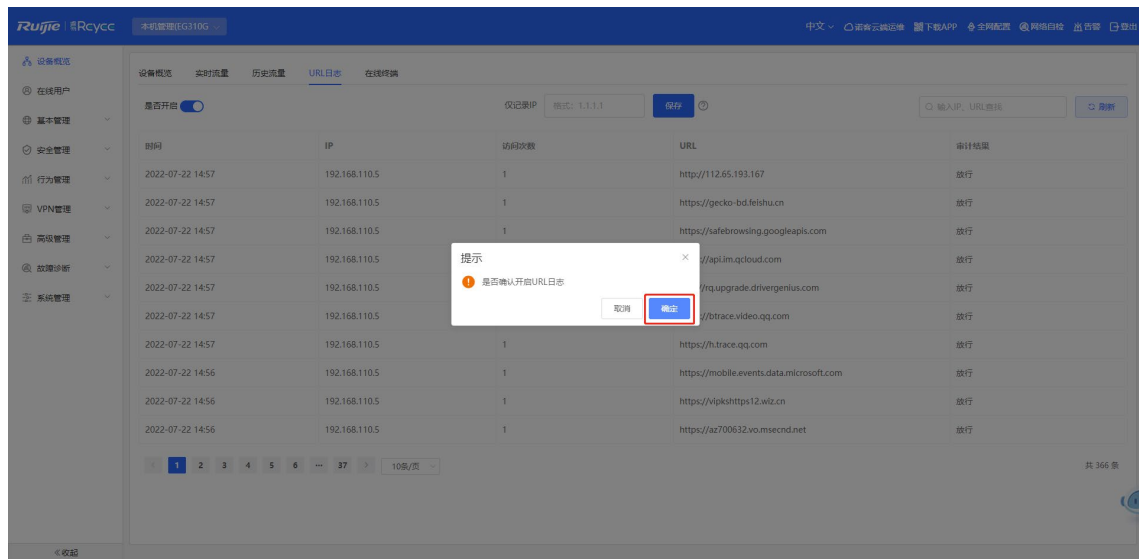 Ruijie | 睿Rcycc 本机管理(EG310G) 中文 诺客云端运维 下载APP 全网配置 网络自检 告警 登出
设备概览
在线用户
基本管理
安全管理
行为管理
VPN管理
高级管理
故障诊断
系统管理
《收起
设备概览 实时流量 历史流量 URL日志 在线终端
是否开启 仅记录IP 格式: 1.1.1.1 保存 输入IP、URL查找 刷新
时间 IP 访问次数 URL 审计结果
2022-07-22 14:57 192.168.110.5 1 http://112.65.193.167 放行
2022-07-22 14:57 192.168.110.5 1 https://gecko-bd.feishu.cn 放行
2022-07-22 14:57 192.168.110.5 1 https://safebrowsing.googleapis.com 放行
2022-07-22 14:57 192.168.110.5 ://api.im.qcloud.com 放行
2022-07-22 14:57 192.168.110.5 //rq.upgrade.drivergenius.com 放行
2022-07-22 14:57 192.168.110.5 ://btrace.video.qq.com 放行
2022-07-22 14:57 192.168.110.5 1 https://h.trace.qq.com 放行
2022-07-22 14:56 192.168.110.5 1 https://mobile.events.data.microsoft.com 放行
2022-07-22 14:56 192.168.110.5 1 https://vipkshttps12.wiz.cn 放行
2022-07-22 14:56 192.168.110.5 1 https://az700632.vo.msecnd.net 放行
1 2 3 4 5 6 ··· 37 10条/页 共 366 条
提示
是否确认开启URL日志
取消 确定